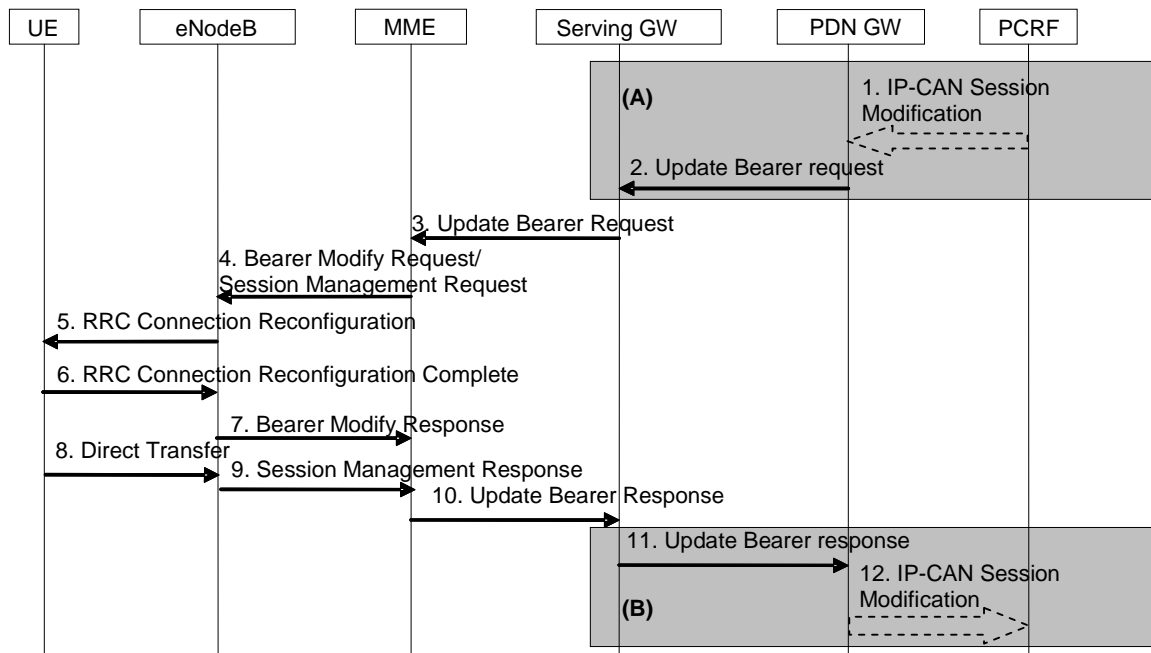 UE
eNodeB
MME
Serving GW
PDN GW
PCRF
(A)
1. IP-CAN Session
Modification
2. Update Bearer request
3. Update Bearer Request
4. Bearer Modify Request/
Session Management Request
5. RRC Connection Reconfiguration
6. RRC Connection Reconfiguration Complete
7. Bearer Modify Response
8. Direct Transfer
9. Session Management Response
10. Update Bearer Response
11. Update Bearer response
12. IP-CAN Session
Modification
(B)